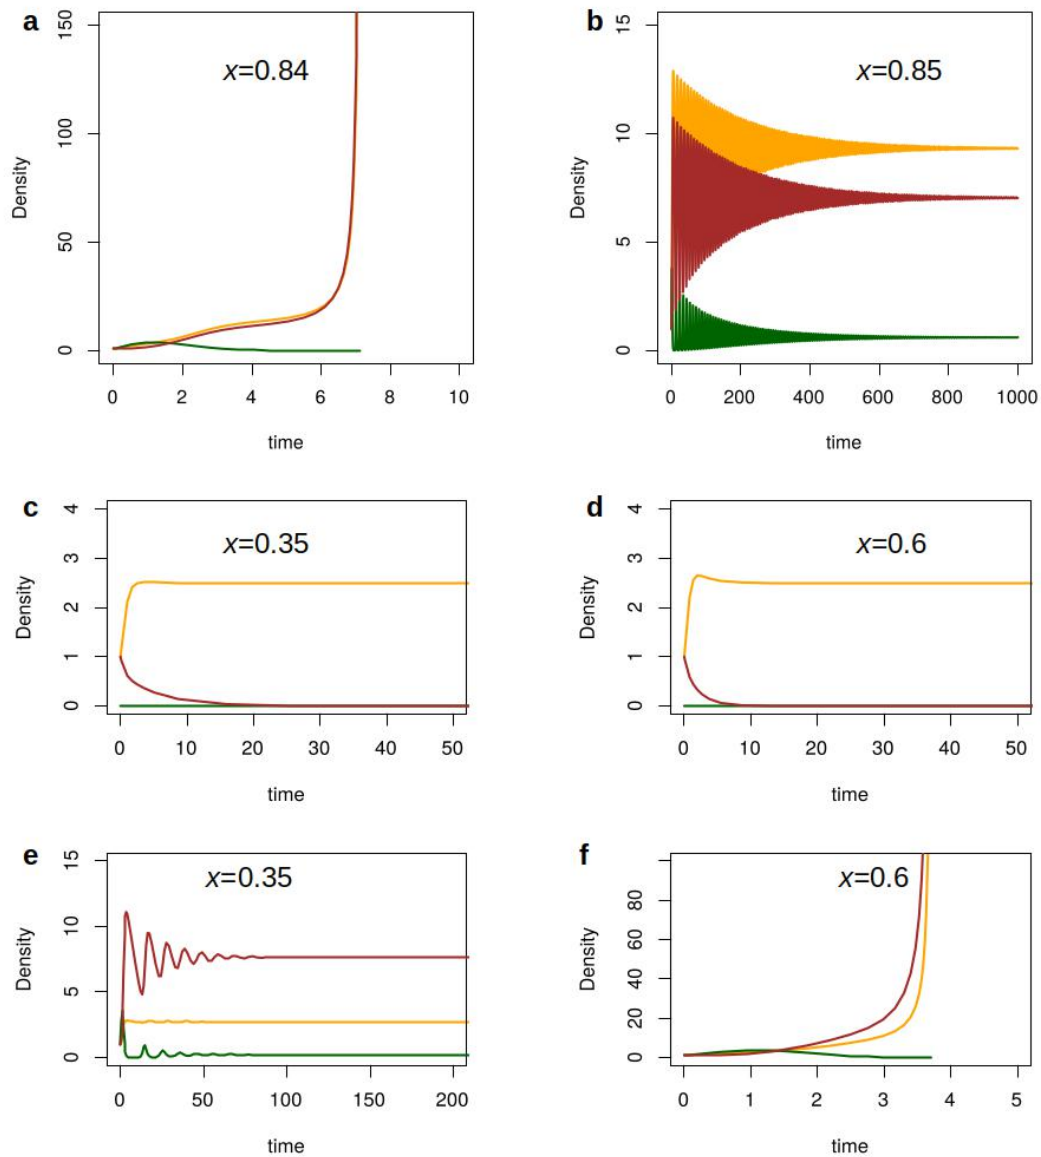 a
x=0.84
Density
0
50
100
150
0 2 4 6 8 10
time
b
x=0.85
Density
0
5
10
15
0 200 400 600 800 1000
time
c
x=0.35
Density
0
1
2
3
4
0 10 20 30 40 50
time
d
x=0.6
Density
0
1
2
3
4
0 10 20 30 40 50
time
e
x=0.35
Density
0
5
10
15
0 50 100 150 200
time
f
x=0.6
Density
0
20
40
60
80
0 1 2 3 4 5
time